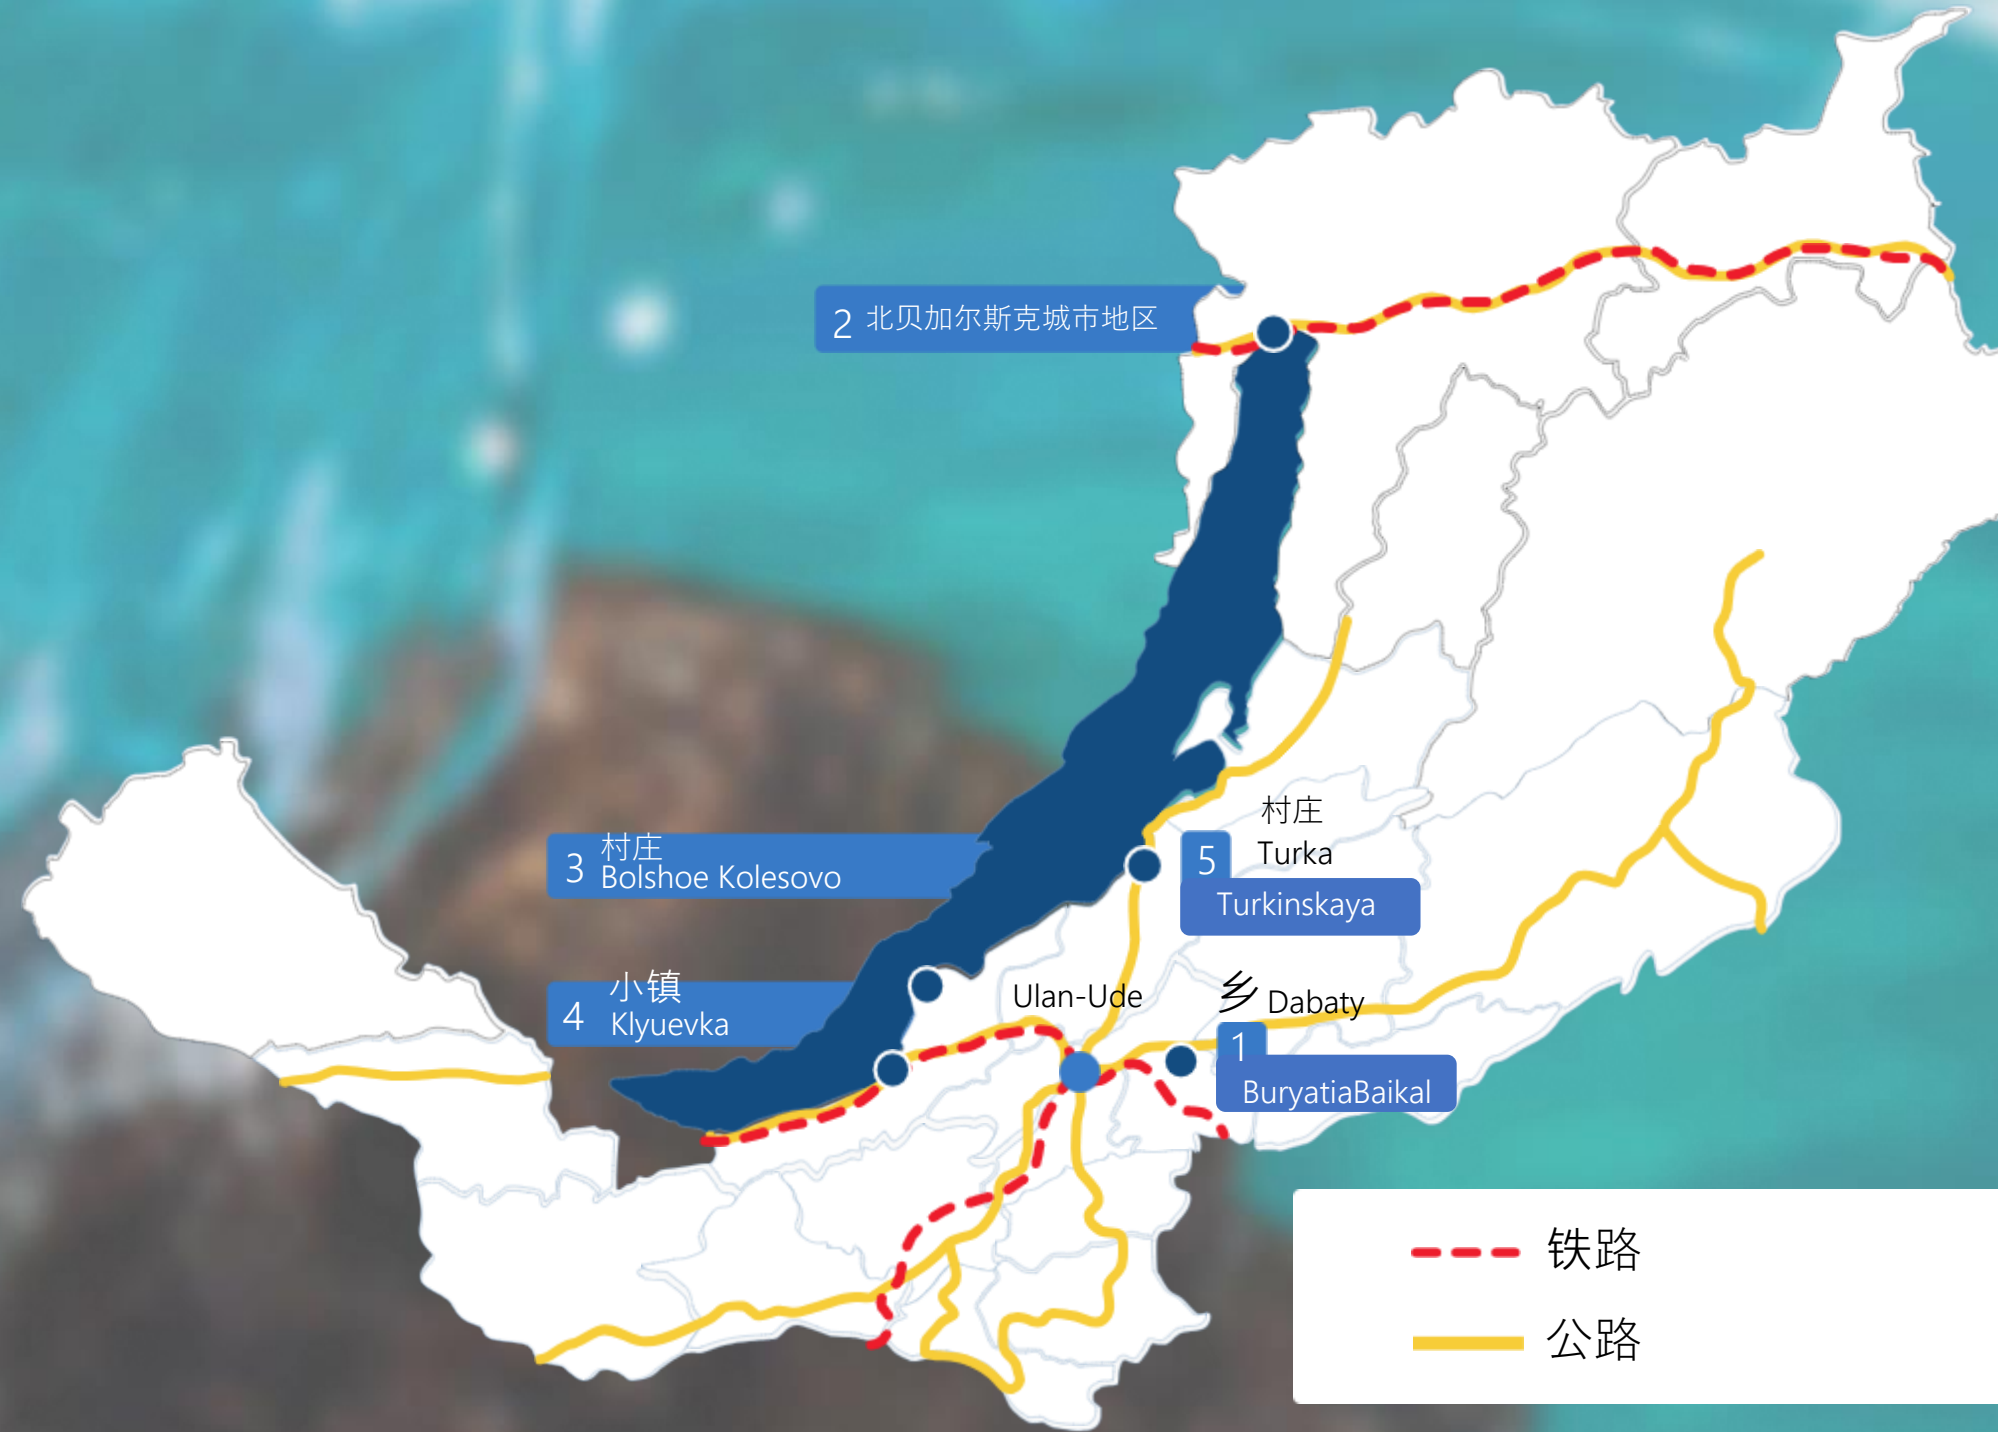 2 北贝加尔斯克城市地区
3 村庄
Bolshoe Kolesovo
村庄
5 Turka
Turkinskaya
4 小镇
Klyuevka
Ulan-Ude
乡 Dabaty
1
BuryatiaBaikal
铁路
公路